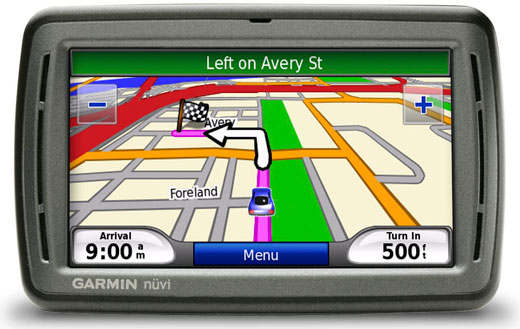 Left on Avery St
−
+
Avery
Foreland
Arrival
9:00 am
Menu
Turn In
500 ft
GARMIN nüvi